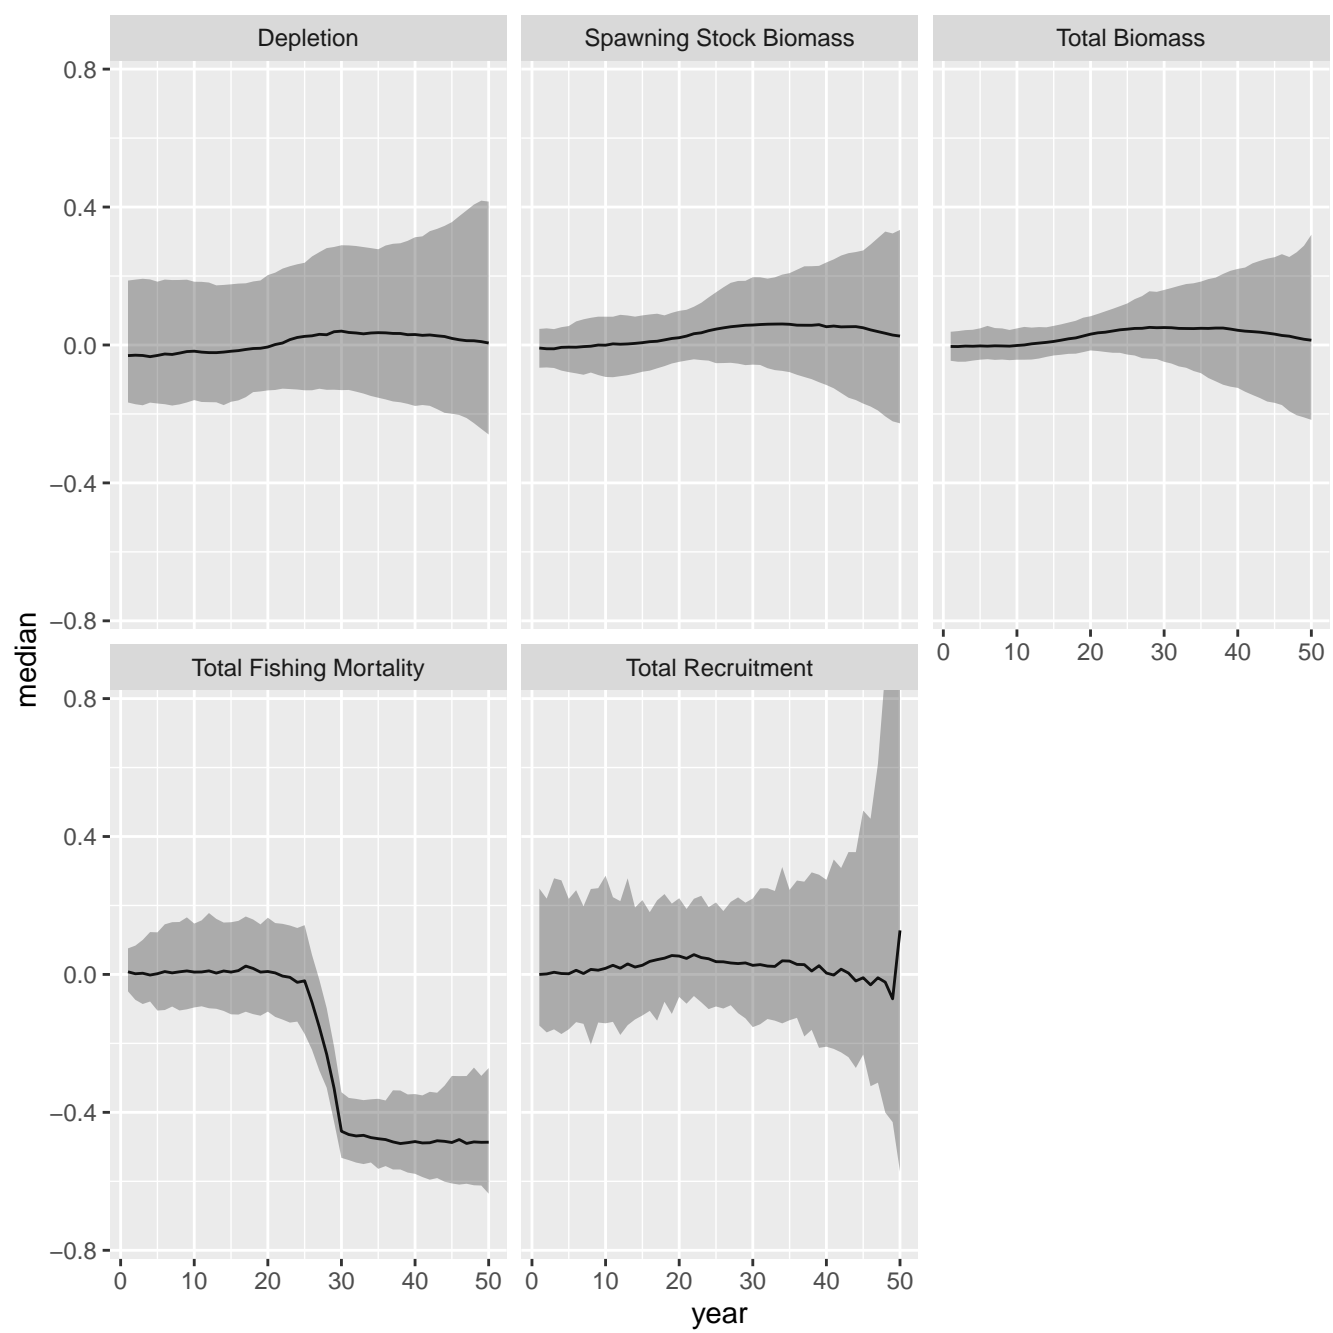 Depletion
Spawning Stock Biomass
Total Biomass
0.8
0.4
0.0
−0.4
−0.8
0 10 20 30 40 50
median
Total Fishing Mortality
Total Recruitment
0.8
0.4
0.0
−0.4
−0.8
0 10 20 30 40 50
0 10 20 30 40 50
year